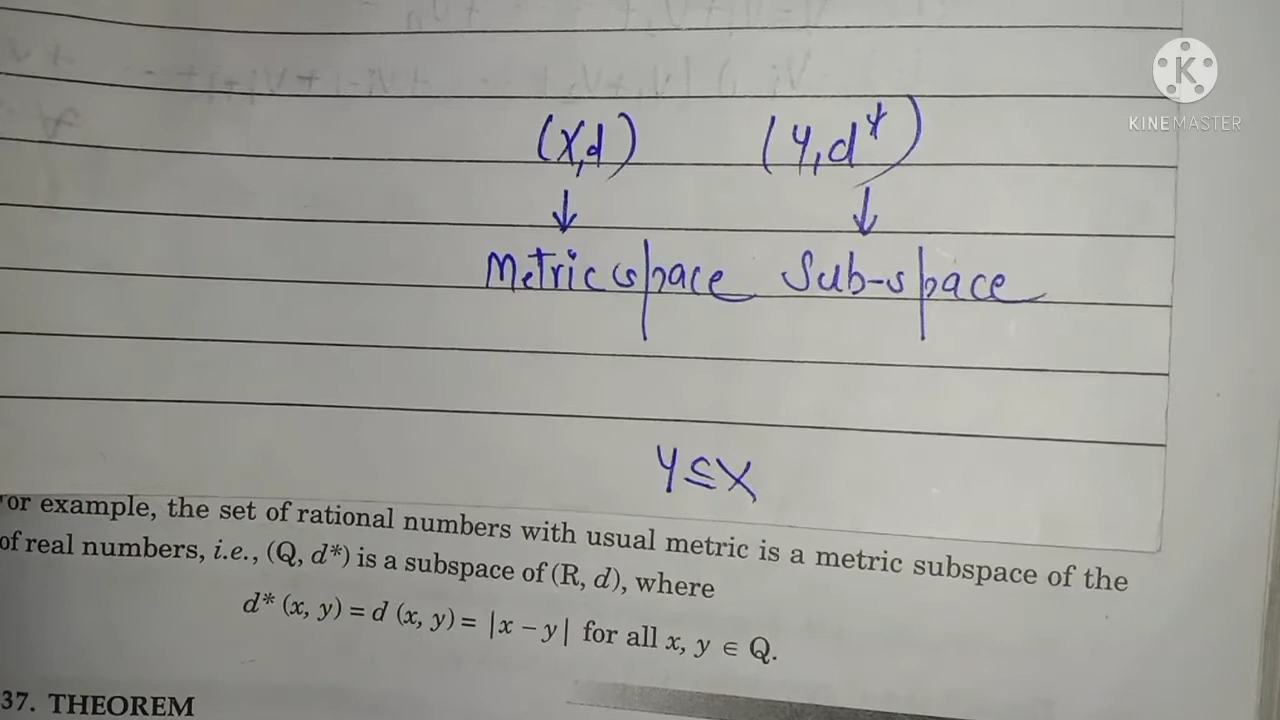 KINEMASTER
(X,d) (Y,d*)
↓ ↓
Metric space Sub-space
Y⊆X
or example, the set of rational numbers with usual metric is a metric subspace of the
of real numbers, i.e., (Q, d*) is a subspace of (R, d), where
d* (x, y) = d (x, y) = |x – y| for all x, y ∈ Q.
37. THEOREM